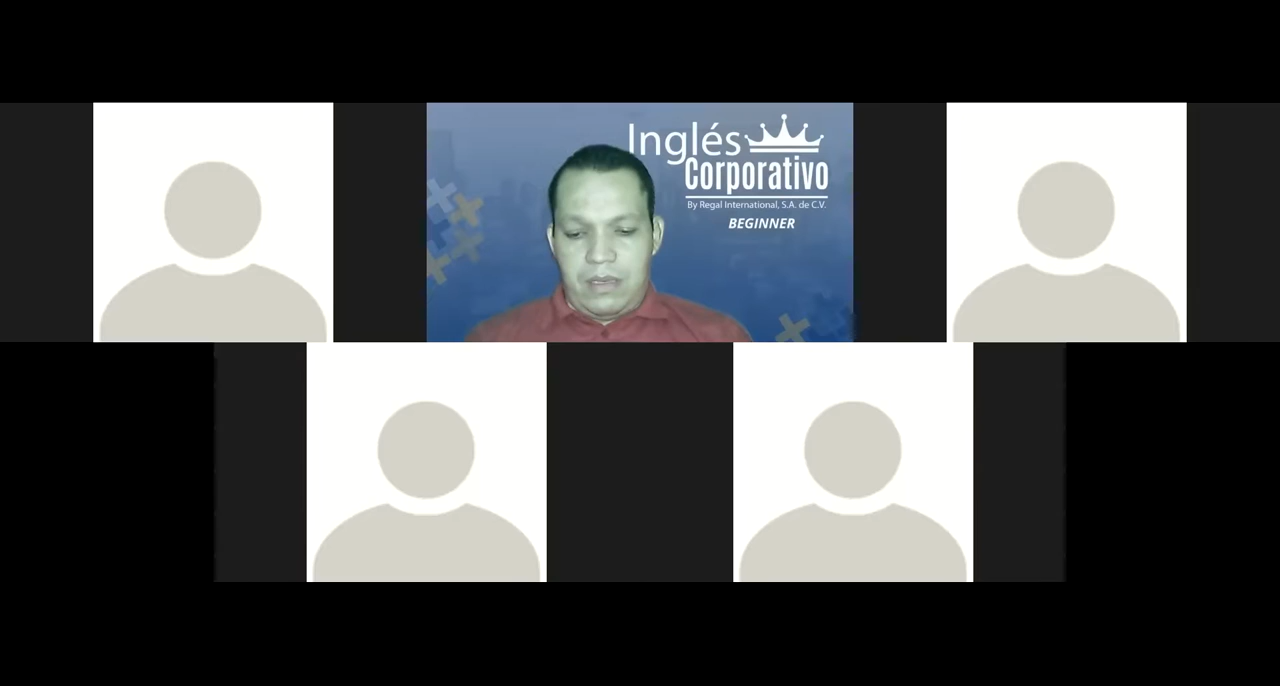 Inglés
Corporativo
By Regal International, S.A. de C.V.
BEGINNER